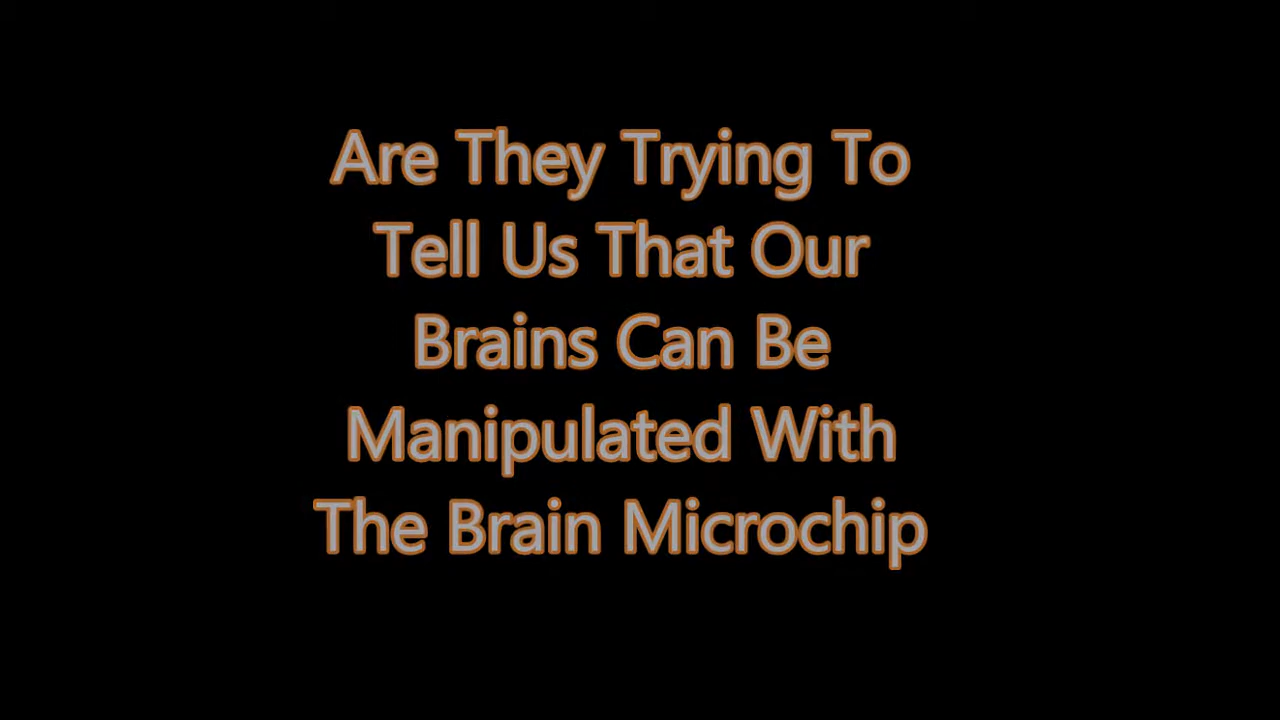 Are They Trying To
Tell Us That Our
Brains Can Be
Manipulated With
The Brain Microchip